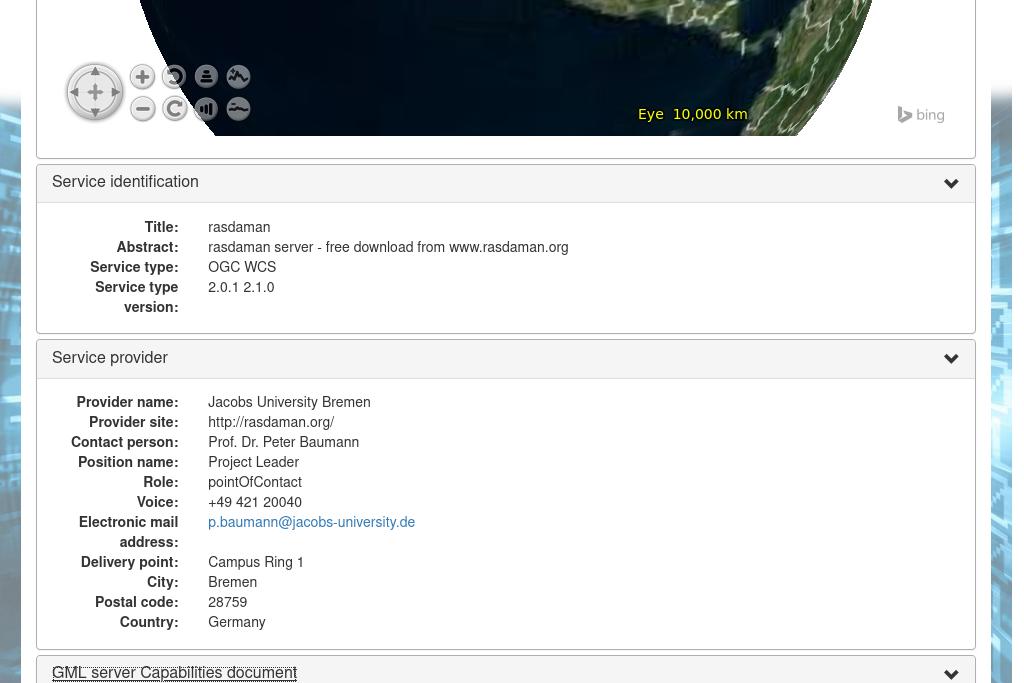 Eye 10,000 km
bing
Service identification
Title: rasdaman
Abstract: rasdaman server - free download from www.rasdaman.org
Service type: OGC WCS
Service type version: 2.0.1 2.1.0
Service provider
Provider name: Jacobs University Bremen
Provider site: http://rasdaman.org/
Contact person: Prof. Dr. Peter Baumann
Position name: Project Leader
Role: pointOfContact
Voice: +49 421 20040
Electronic mail address: p.baumann@jacobs-university.de
Delivery point: Campus Ring 1
City: Bremen
Postal code: 28759
Country: Germany
GML server Capabilities document